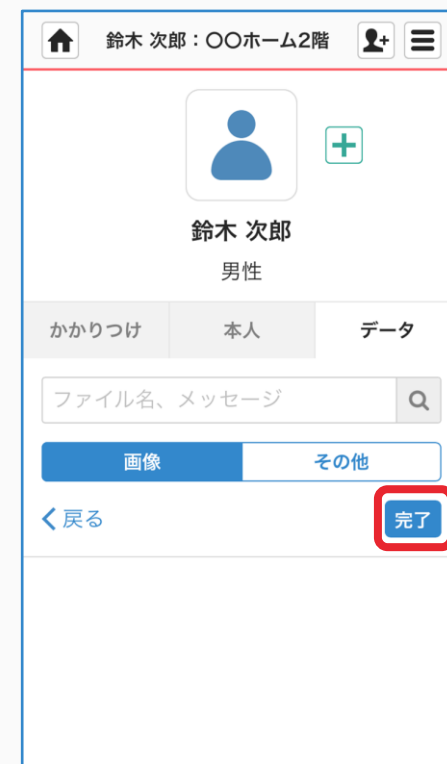 鈴木 次郎：〇〇ホーム2階
鈴木 次郎
男性
かかりつけ 本人 データ
ファイル名、メッセージ
画像 その他
戻る 完了